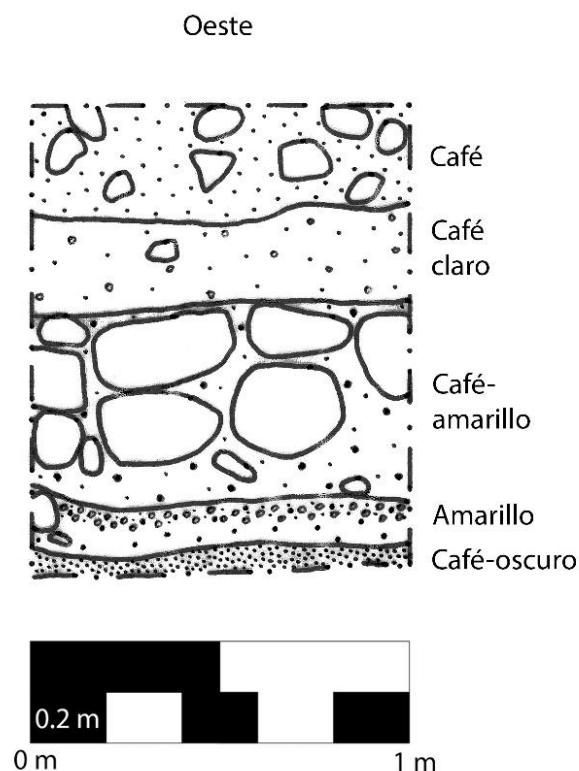 Oeste
Café
Café
claro
Café-
amarillo
Amarillo
Café-oscuro
0.2 m
0 m
1 m